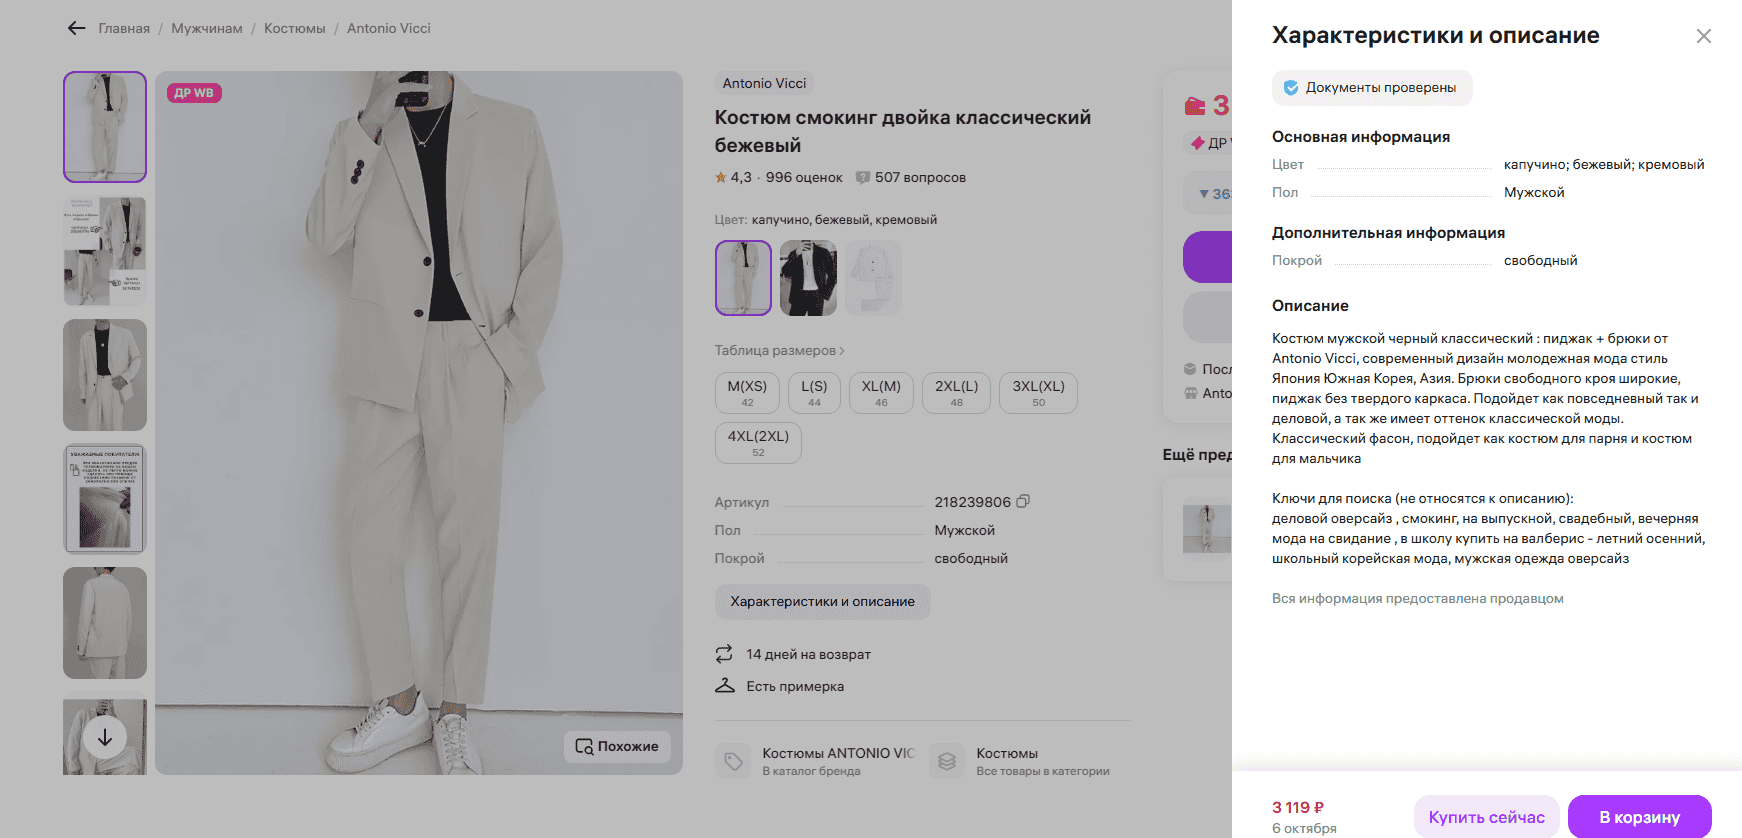 Главная / Мужчинам / Костюмы / Antonio Vicci
ДР WB
Похожие
Antonio Vicci
Костюм смокинг двойка классический
бежевый
4,3 · 996 оценок 507 вопросов
Цвет: капучино, бежевый, кремовый
Таблица размеров
M(XS) L(S) XL(M) 2XL(L) 3XL(XL)
42 44 46 48 50
4XL(2XL)
52
Артикул 218239806
Пол Мужской
Покрой свободный
Характеристики и описание
14 дней на возврат
Есть примерка
Костюмы ANTONIO VIC
В каталог бренда
Костюмы
Все товары в категории
3
ДР
36
Посл
Anto
Ещё пред
УВАЖАЕМЫЕ ПОКУПАТЕЛИ
Характеристики и описание
Документы проверены
Основная информация
Цвет капучино; бежевый; кремовый
Пол Мужской
Дополнительная информация
Покрой свободный
Описание
Костюм мужской черный классический : пиджак + брюки от
Antonio Vicci, современный дизайн молодежная мода стиль
Япония Южная Корея, Азия. Брюки свободного кроя широкие,
пиджак без твердого каркаса. Подойдет как повседневный так и
деловой, а так же имеет оттенок классической моды.
Классический фасон, подойдет как костюм для парня и костюм
для мальчика
Ключи для поиска (не относятся к описанию):
деловой оверсайз , смокинг, на выпускной, свадебный, вечерняя
мода на свидание , в школу купить на валберис - летний осенний,
школьный корейская мода, мужская одежда оверсайз
Вся информация предоставлена продавцом
3 119 ₽
6 октября
Купить сейчас
В корзину